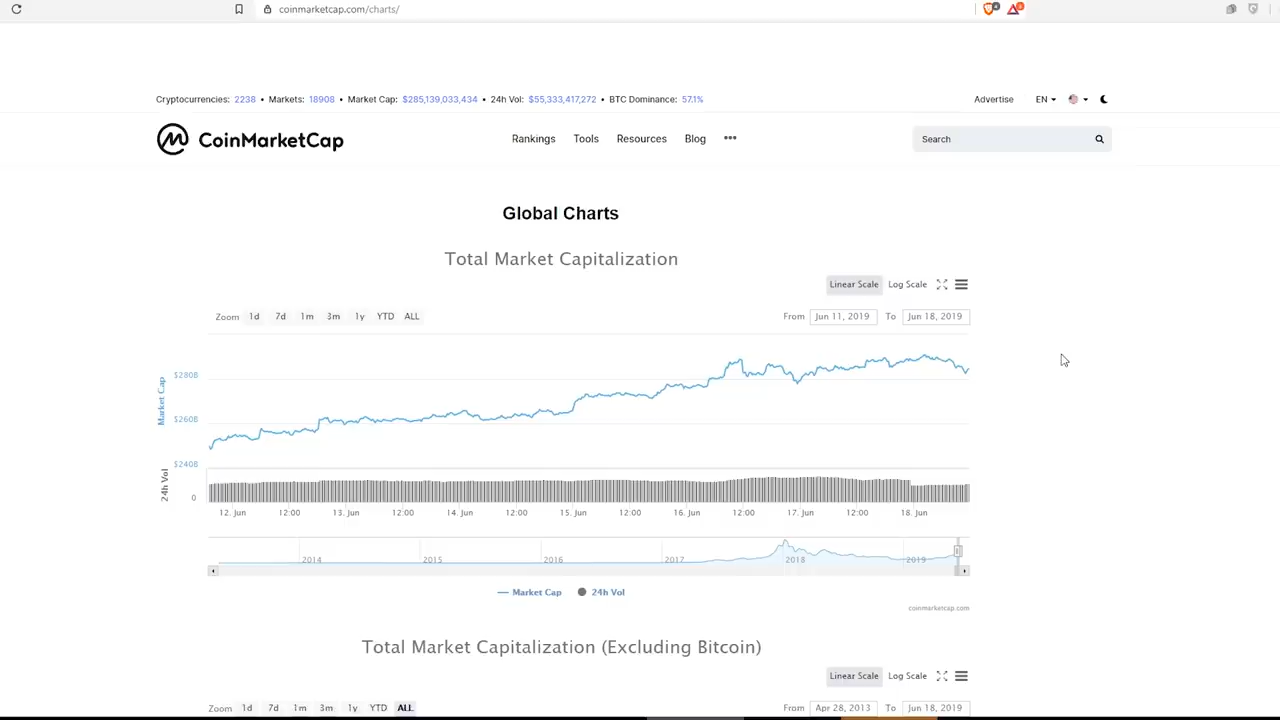 coinmarketcap.com/charts/
Cryptocurrencies: 2238 • Markets: 18908 • Market Cap: $285,139,033,434 • 24h Vol: $55,333,417,272 • BTC Dominance: 57.1%
Advertise EN
CoinMarketCap
Rankings Tools Resources Blog •••
Search
Global Charts
Total Market Capitalization
Linear Scale Log Scale
Zoom 1d 7d 1m 3m 1y YTD ALL
From Jun 11, 2019 To Jun 18, 2019
Market Cap
$280B
$260B
$240B
24h Vol
0
12. Jun 12:00 13. Jun 12:00 14. Jun 12:00 15. Jun 12:00 16. Jun 12:00 17. Jun 12:00 18. Jun
2014 2015 2016 2017 2018 2019
Market Cap 24h Vol
coinmarketcap.com
Total Market Capitalization (Excluding Bitcoin)
Linear Scale Log Scale
Zoom 1d 7d 1m 3m 1y YTD ALL
From Apr 28, 2013 To Jun 18, 2019